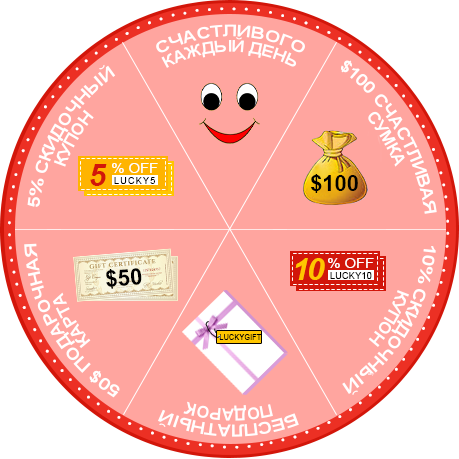 СЧАСТЛИВОГО
КАЖДЫЙ ДЕНЬ
$100 СЧАСТЛИВАЯ
СУМКА
$100
10% СКИДОЧНЫЙ
КУПОН
10 % OFF
LUCKY10
БЕСПЛАТНЫЙ
ПОДАРОК
LUCKYGIFT
50$ ПОДАРОЧНАЯ
КАРТА
GIFT CERTIFICATE
$50
5% СКИДОЧНЫЙ
КУПОН
5 % OFF
LUCKY5